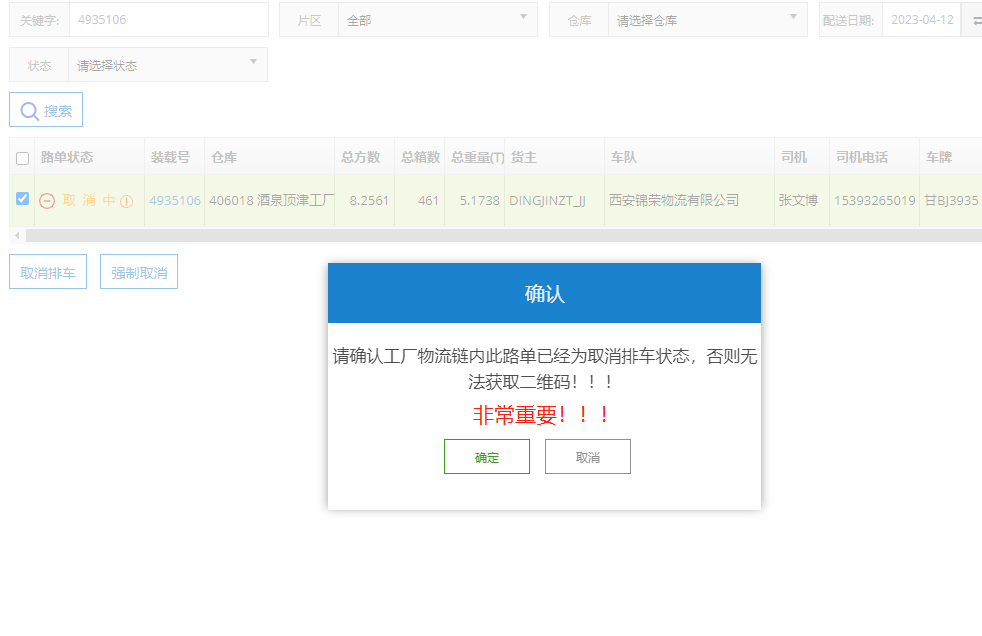 关键字: 4935106 片区 全部 仓库 请选择仓库 配送日期: 2023-04-12
状态 请选择状态
搜索
路单状态 装载号 仓库 总方数 总箱数 总重量(T) 货主 车队 司机 司机电话 车牌
取消中 4935106 406018 酒泉顶津工厂 8.2561 461 5.1738 DINGJINZT_JJ 西安锦荣物流有限公司 张文博 15393265019 甘BJ3935
取消排车 强制取消
确认
请确认工厂物流链内此路单已经为取消排车状态，否则无
法获取二维码！！！
非常重要！！！
确定 取消